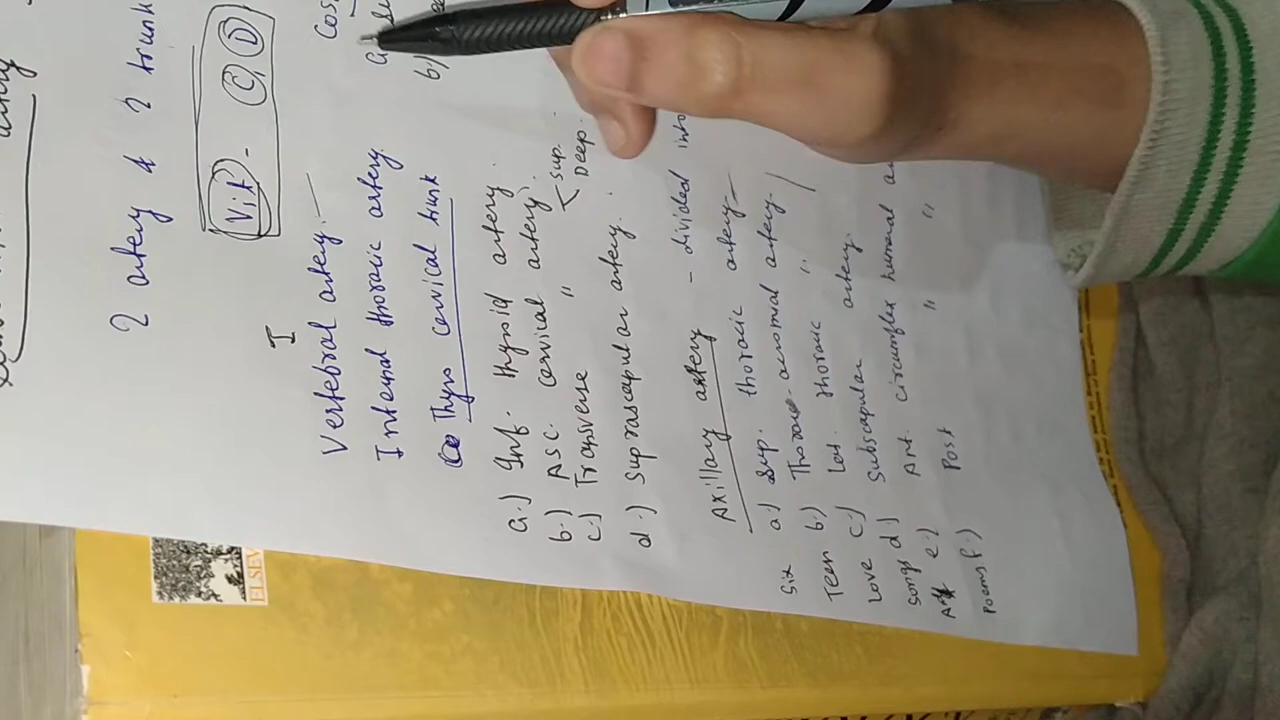 artery
2 artery & 2 trunk
V.i.t - C, D
I
Vertebral artery.
Internal thoracic artery.
Thyro cervical trunk
a.) Inf. thyroid artery.
b.) Asc. cervical artery.
c.) Transverse " < sup.
Deep.
d.) Suprascapular artery.
Cos
a
b.)
Axillary artery - divided into
Six a.) Sup. thoracic artery
Teen b.) acromial artery
Love c.) Lat. thoracic "
Songs d.) Subscapular artery.
e.) Ant. circumflex humeral
Poems f.) Post " "
ELSEV